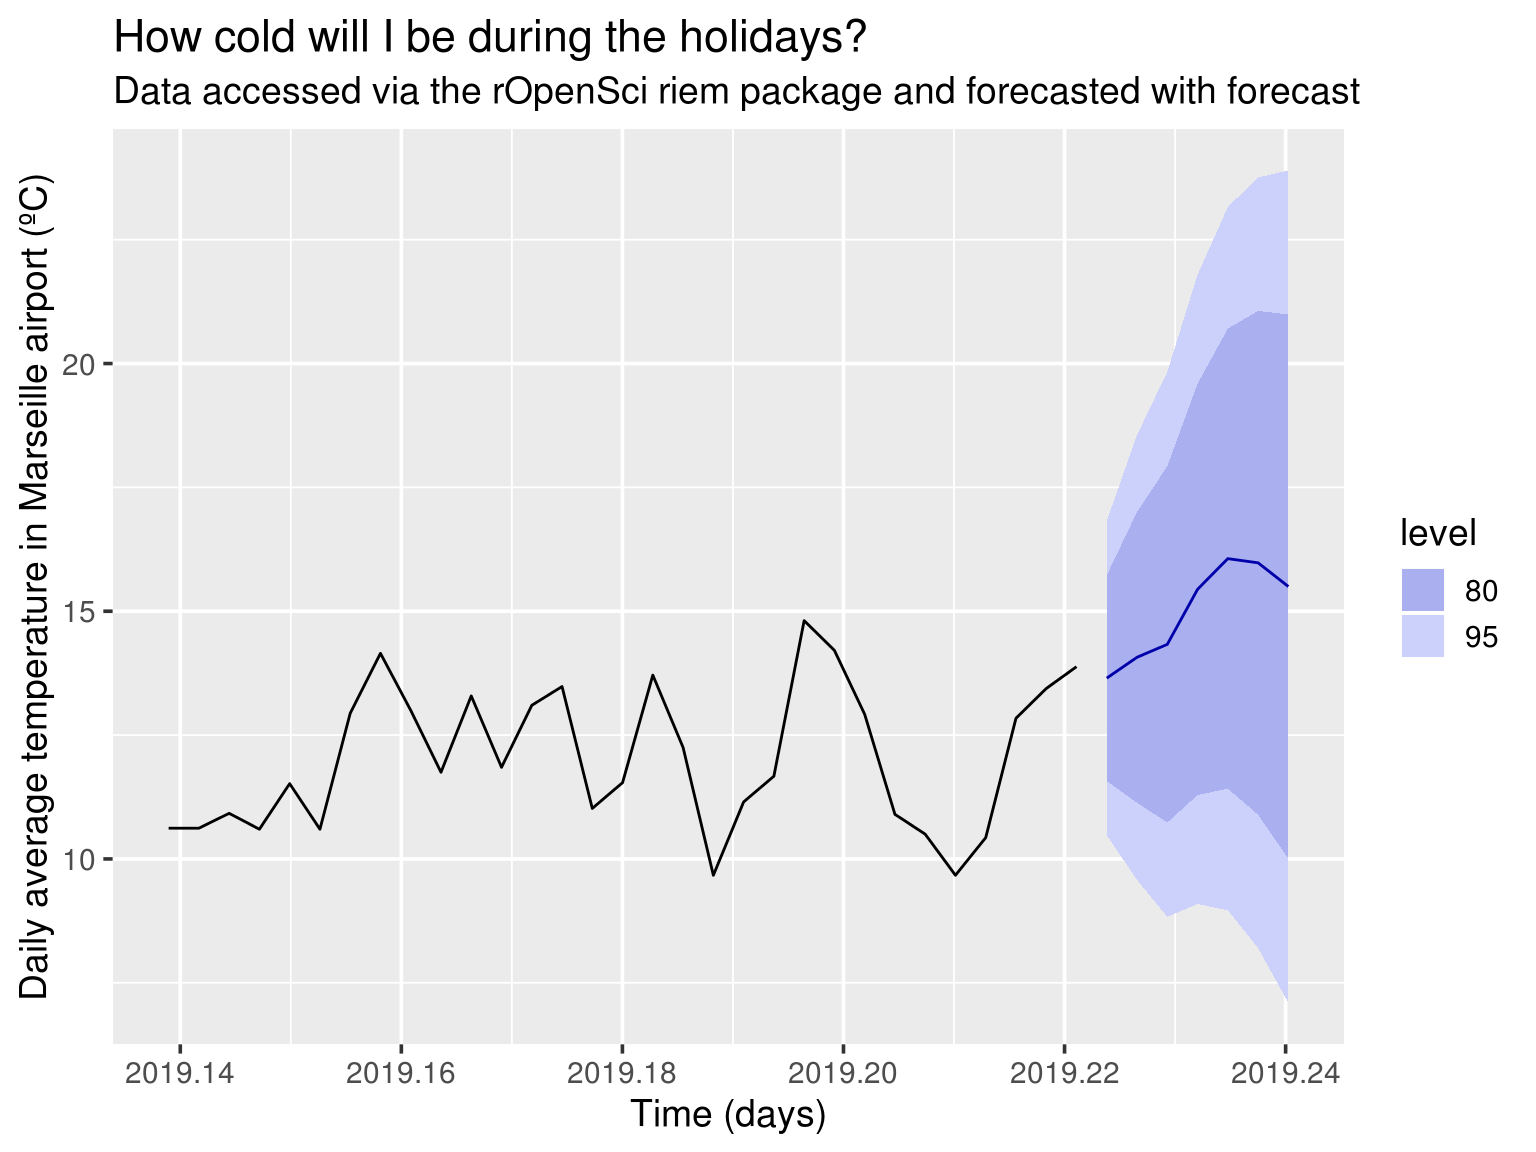 How cold will I be during the holidays?
Data accessed via the rOpenSci riem package and forecasted with forecast
Daily average temperature in Marseille airport (ºC)
20
15
10
level
80
95
2019.14
2019.16
2019.18
2019.20
2019.22
2019.24
Time (days)